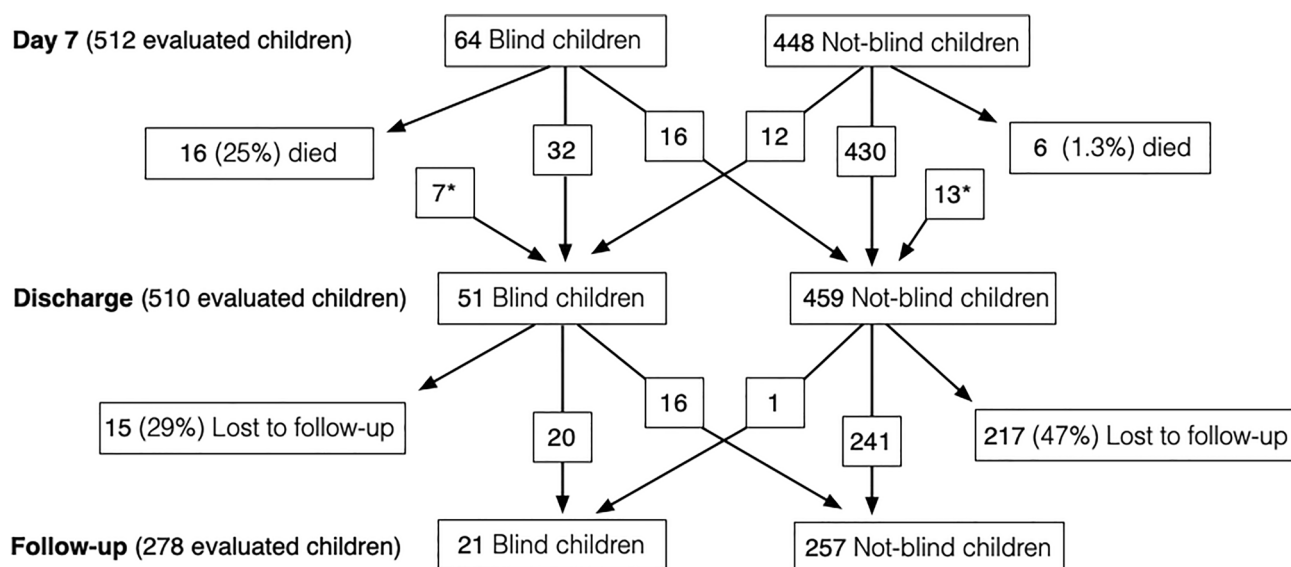 Day 7 (512 evaluated children)
64 Blind children
448 Not-blind children
16 (25%) died
32
16
12
430
6 (1.3%) died
7*
13*
Discharge (510 evaluated children)
51 Blind children
459 Not-blind children
15 (29%) Lost to follow-up
20
16
1
241
217 (47%) Lost to follow-up
Follow-up (278 evaluated children)
21 Blind children
257 Not-blind children